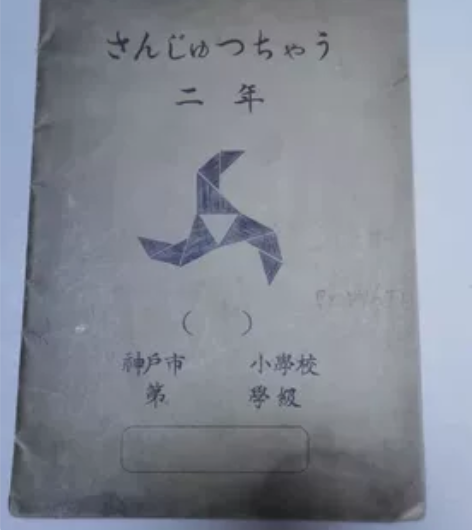 さんじゅつちゃう
二年
( )
神戸市 小學校
第 學級